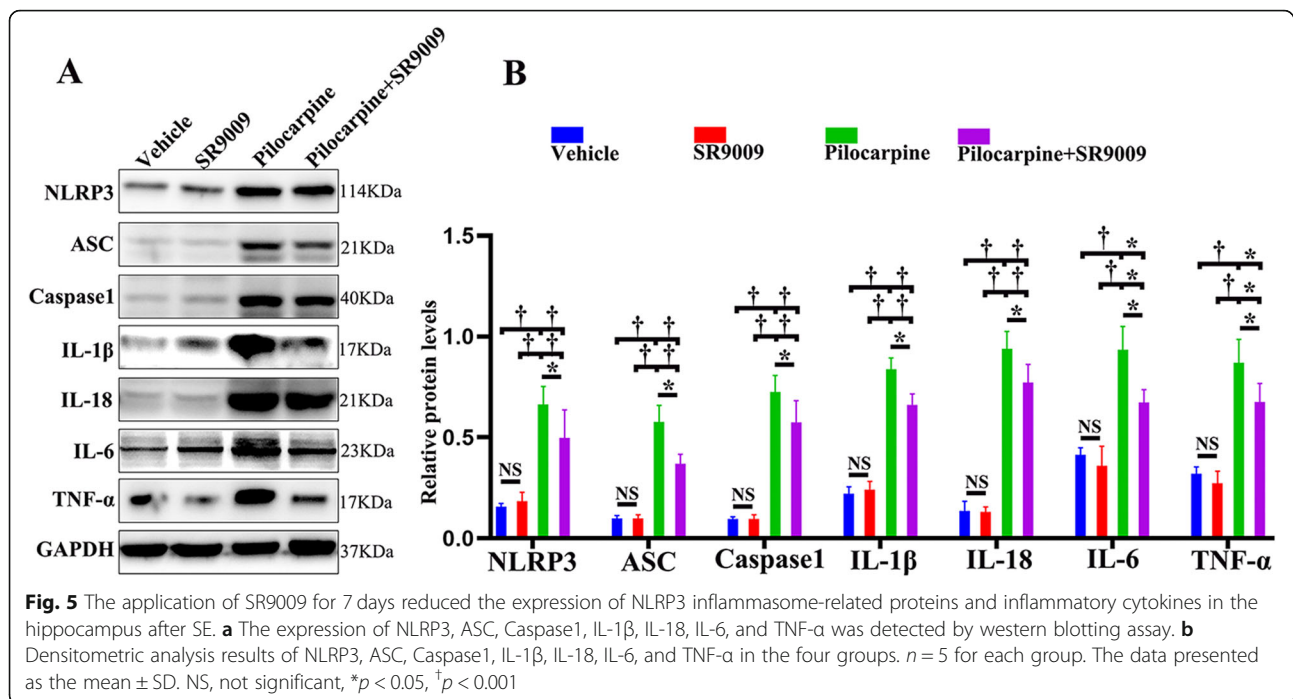 A
Vehicle
SR9009
Pilocarpine
Pilocarpine+SR9009
NLRP3 114KDa
ASC 21KDa
Caspase1 40KDa
IL-1β 17KDa
IL-18 21KDa
IL-6 23KDa
TNF-α 17KDa
GAPDH 37KDa
B
Vehicle SR9009 Pilocarpine Pilocarpine+SR9009
Relative protein levels
1.5
1.0
0.5
0.0
† †
† †
*
NS
† †
† †
*
NS
† †
† †
*
NS
† †
† †
*
NS
† †
† †
*
NS
† *
† *
*
NS
† *
† *
*
NS
NLRP3 ASC Caspase1 IL-1β IL-18 IL-6 TNF-α
Fig. 5 The application of SR9009 for 7 days reduced the expression of NLRP3 inflammasome-related proteins and inflammatory cytokines in the
hippocampus after SE. a The expression of NLRP3, ASC, Caspase1, IL-1β, IL-18, IL-6, and TNF-α was detected by western blotting assay. b
Densitometric analysis results of NLRP3, ASC, Caspase1, IL-1β, IL-18, IL-6, and TNF-α in the four groups. n = 5 for each group. The data presented
as the mean ± SD. NS, not significant, *p < 0.05, †p < 0.001